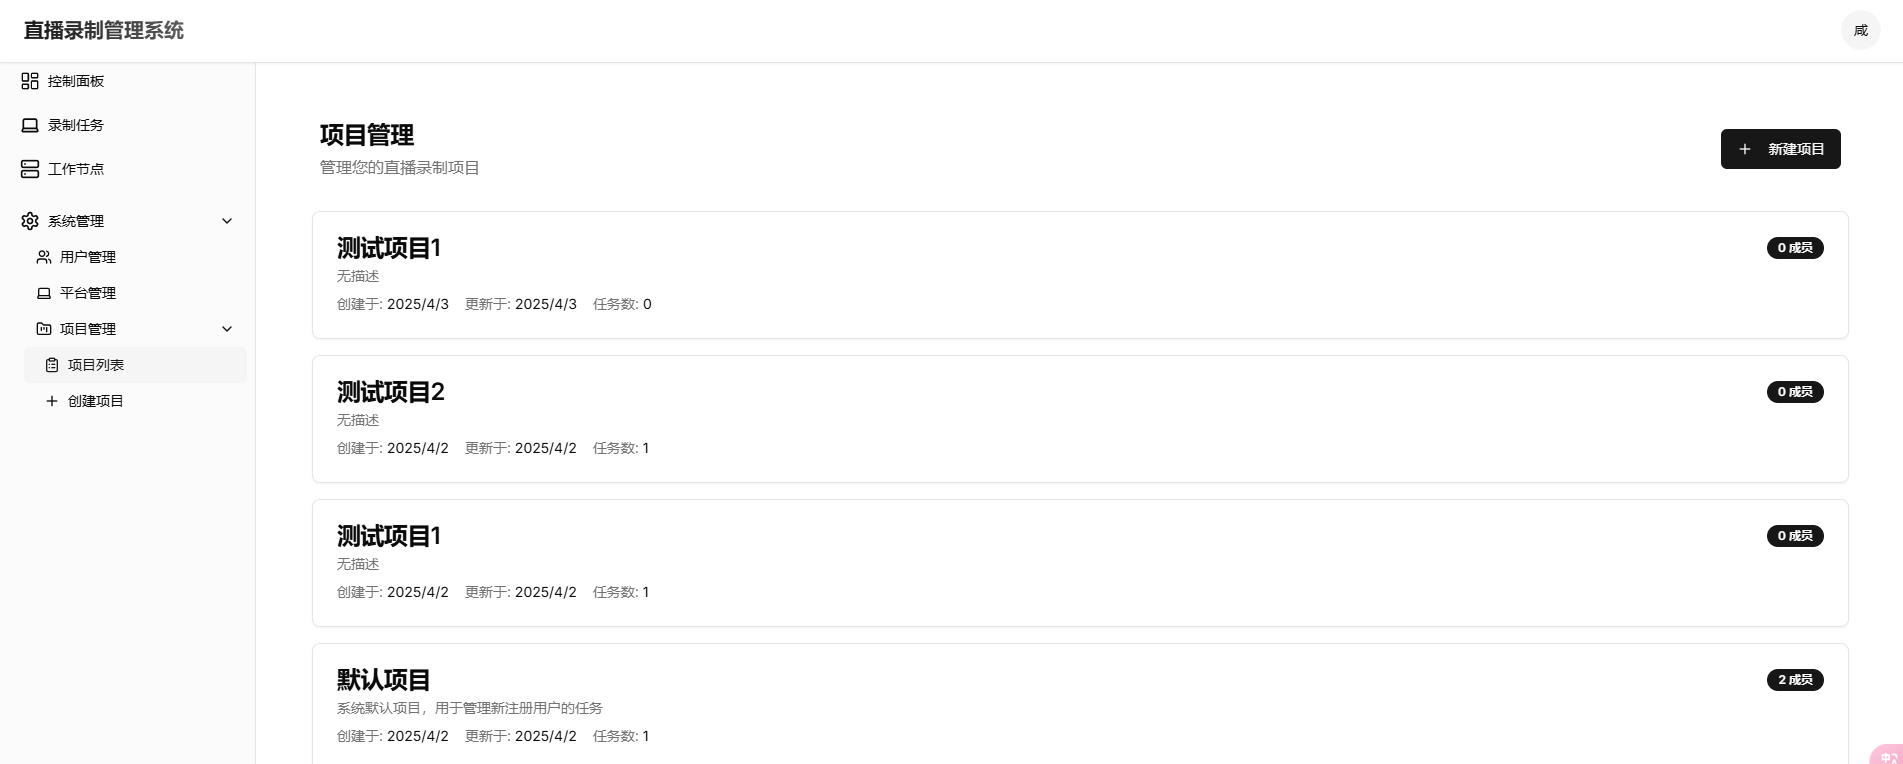 直播录制管理系统
咸
控制面板
录制任务
工作节点
系统管理
用户管理
平台管理
项目管理
项目列表
创建项目
项目管理
管理您的直播录制项目
新建项目
测试项目1
0 成员
无描述
创建于: 2025/4/3 更新于: 2025/4/3 任务数: 0
测试项目2
0 成员
无描述
创建于: 2025/4/2 更新于: 2025/4/2 任务数: 1
测试项目1
0 成员
无描述
创建于: 2025/4/2 更新于: 2025/4/2 任务数: 1
默认项目
2 成员
系统默认项目，用于管理新注册用户的任务
创建于: 2025/4/2 更新于: 2025/4/2 任务数: 1